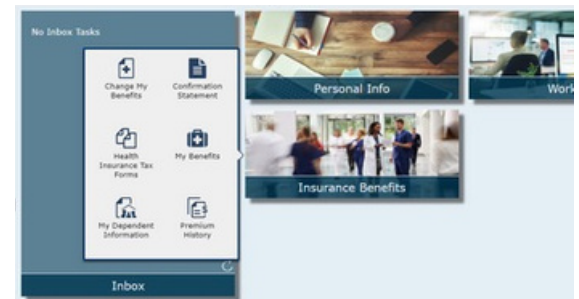 No Inbox Tasks
Change My
Benefits
Confirmation
Statement
Health
Insurance Tax
Forms
My Benefits
My Dependent
Information
Premium
History
Inbox
Personal Info
Work
Insurance Benefits